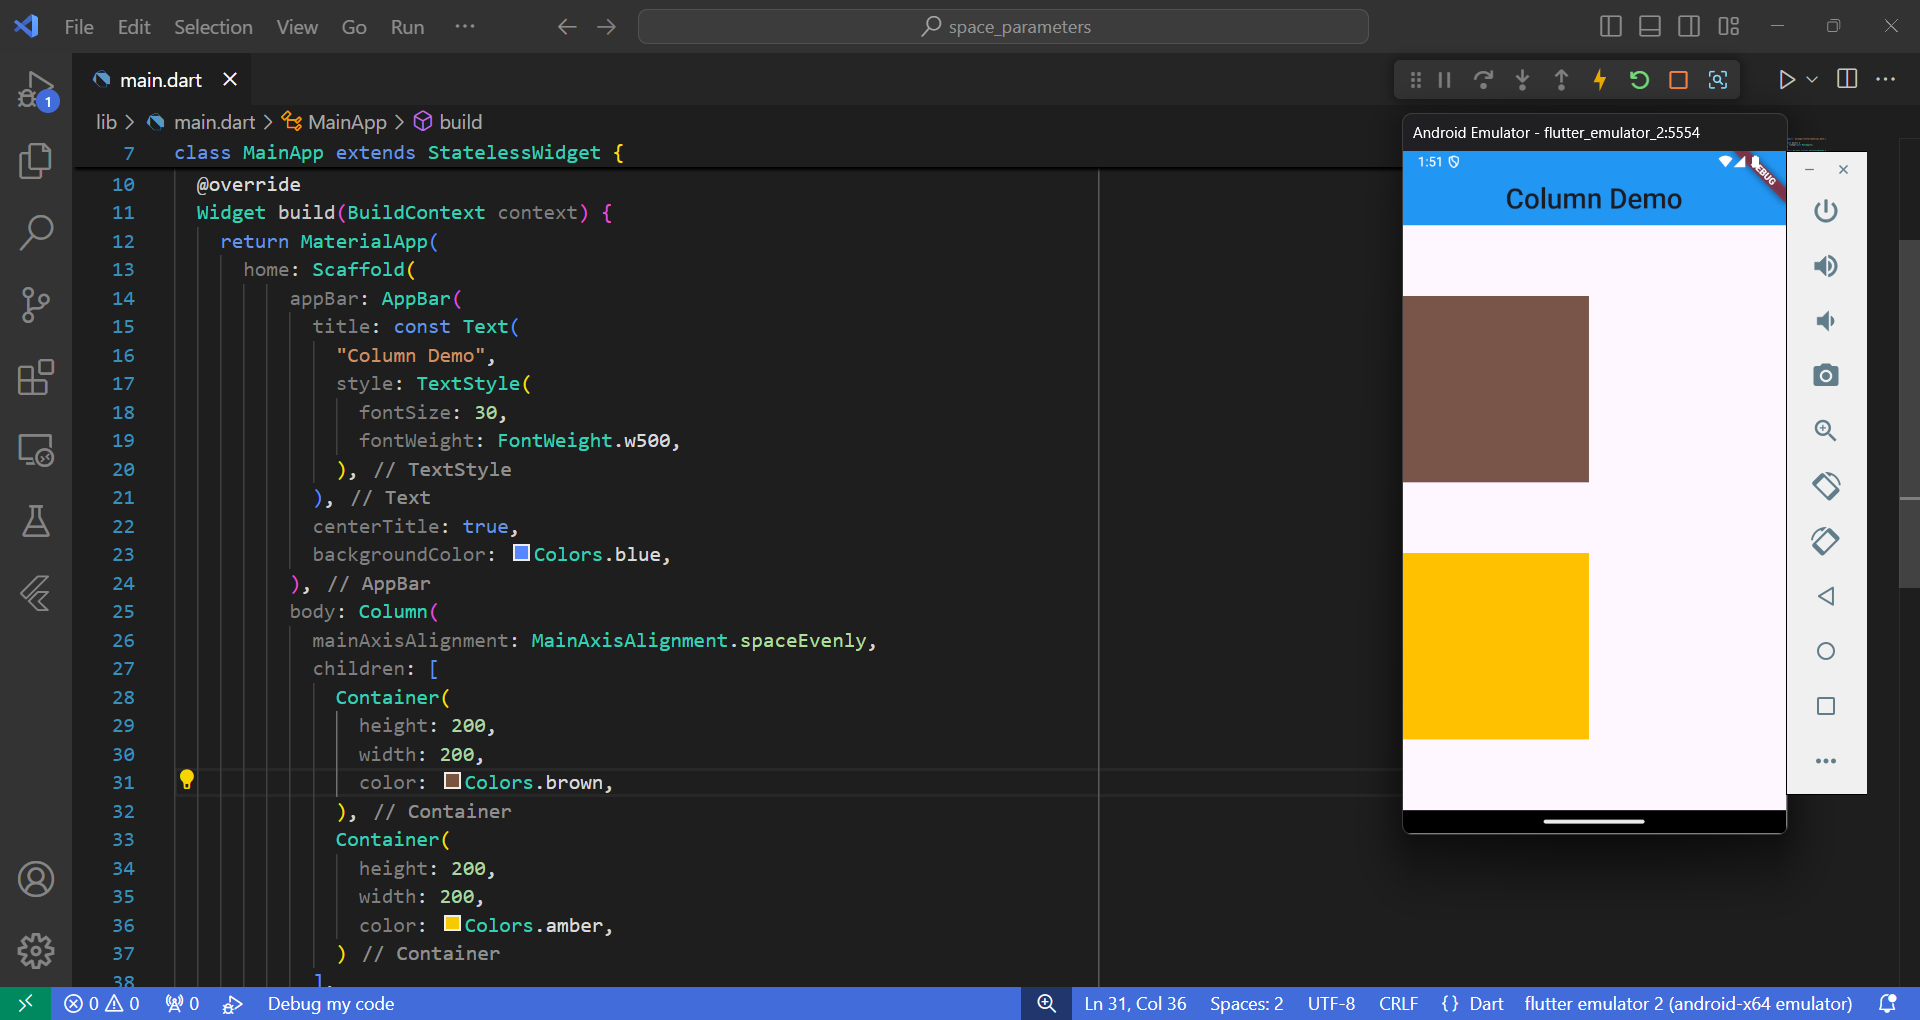 File Edit Selection View Go Run ···
space_parameters
main.dart
lib > main.dart > MainApp > build
7 class MainApp extends StatelessWidget {
10 @override
11 Widget build(BuildContext context) {
12 return MaterialApp(
13 home: Scaffold(
14 appBar: AppBar(
15 title: const Text(
16 "Column Demo",
17 style: TextStyle(
18 fontSize: 30,
19 fontWeight: FontWeight.w500,
20 ), // TextStyle
21 ), // Text
22 centerTitle: true,
23 backgroundColor: Colors.blue,
24 ), // AppBar
25 body: Column(
26 mainAxisAlignment: MainAxisAlignment.spaceEvenly,
27 children: [
28 Container(
29 height: 200,
30 width: 200,
31 color: Colors.brown,
32 ), // Container
33 Container(
34 height: 200,
35 width: 200,
36 color: Colors.amber,
37 ) // Container
38 ],
1
Android Emulator - flutter_emulator_2:5554
1:51
Column Demo
0 0 0 Debug my code
Ln 31, Col 36 Spaces: 2 UTF-8 CRLF {} Dart flutter emulator 2 (android-x64 emulator)